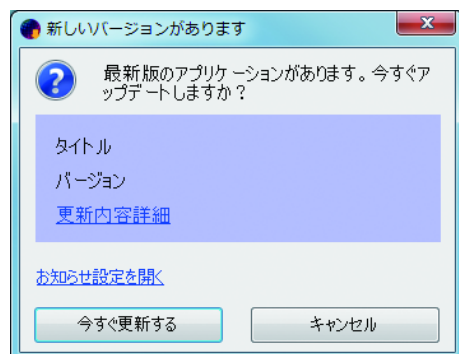 新しいバージョンがあります
最新版のアプリケーションがあります。今すぐア
ップデートしますか？
タイトル
バージョン
更新内容詳細
お知らせ設定を開く
今すぐ更新する
キャンセル